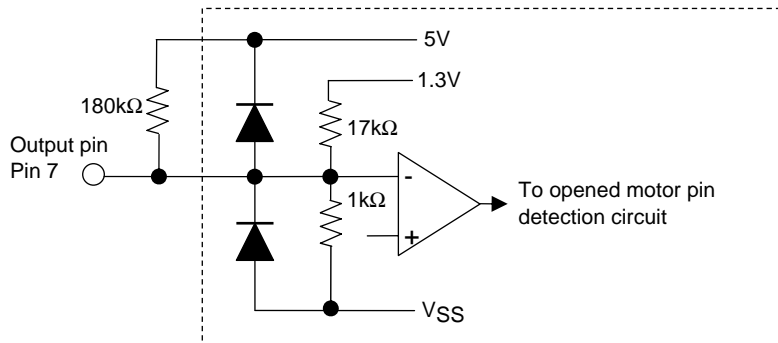 5V
1.3V
180kΩ
17kΩ
Output pin
Pin 7
-
1kΩ
To opened motor pin
detection circuit
+
VSS